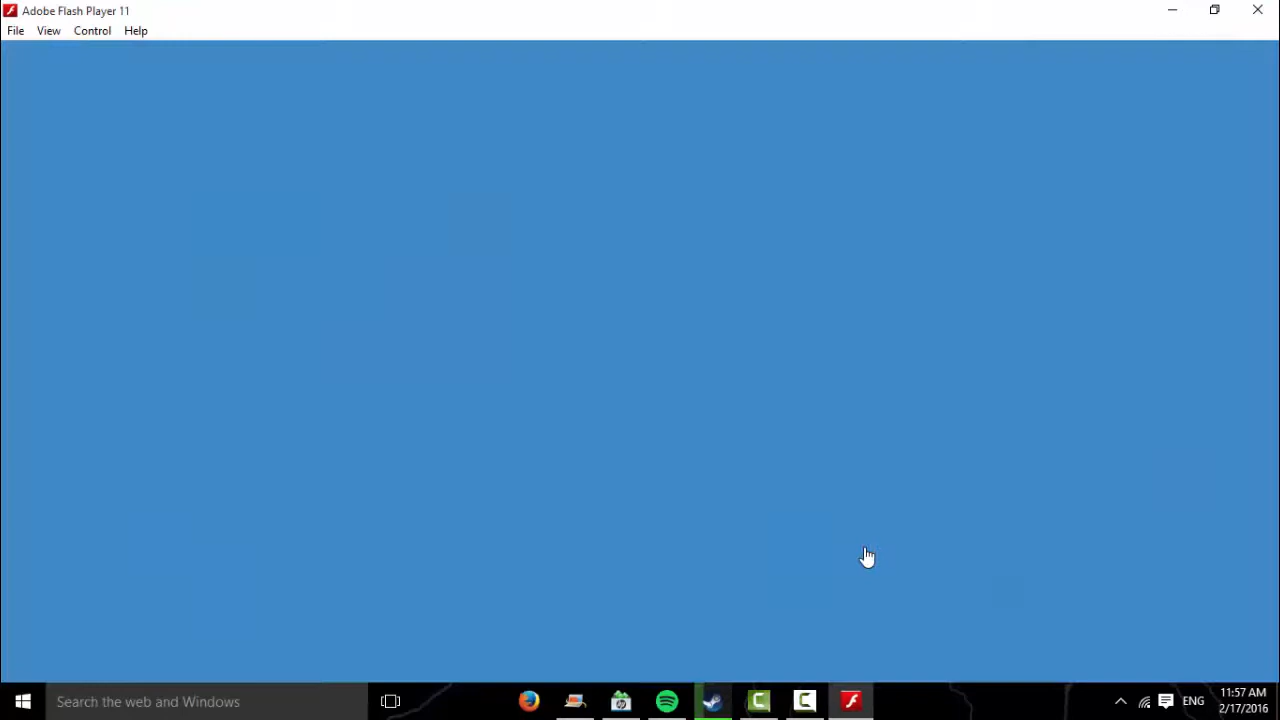 Adobe Flash Player 11
File View Control Help
Search the web and Windows
ENG
11:57 AM
2/17/2016